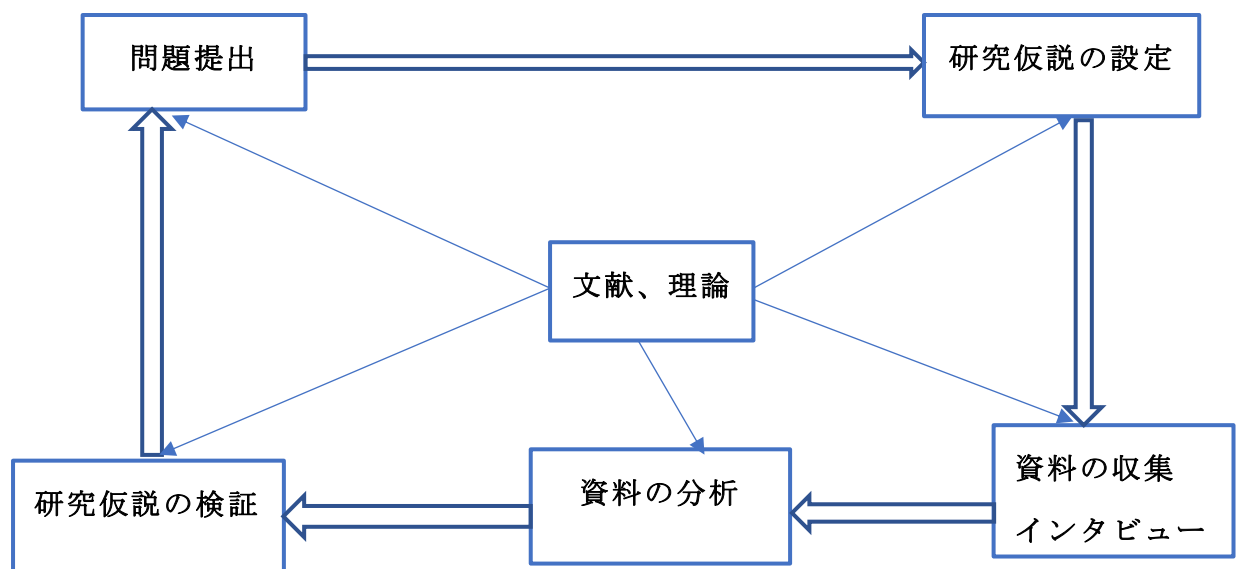 問題提出
研究仮説の設定
文献、理論
資料の収集
インタビュー
資料の分析
研究仮説の検証